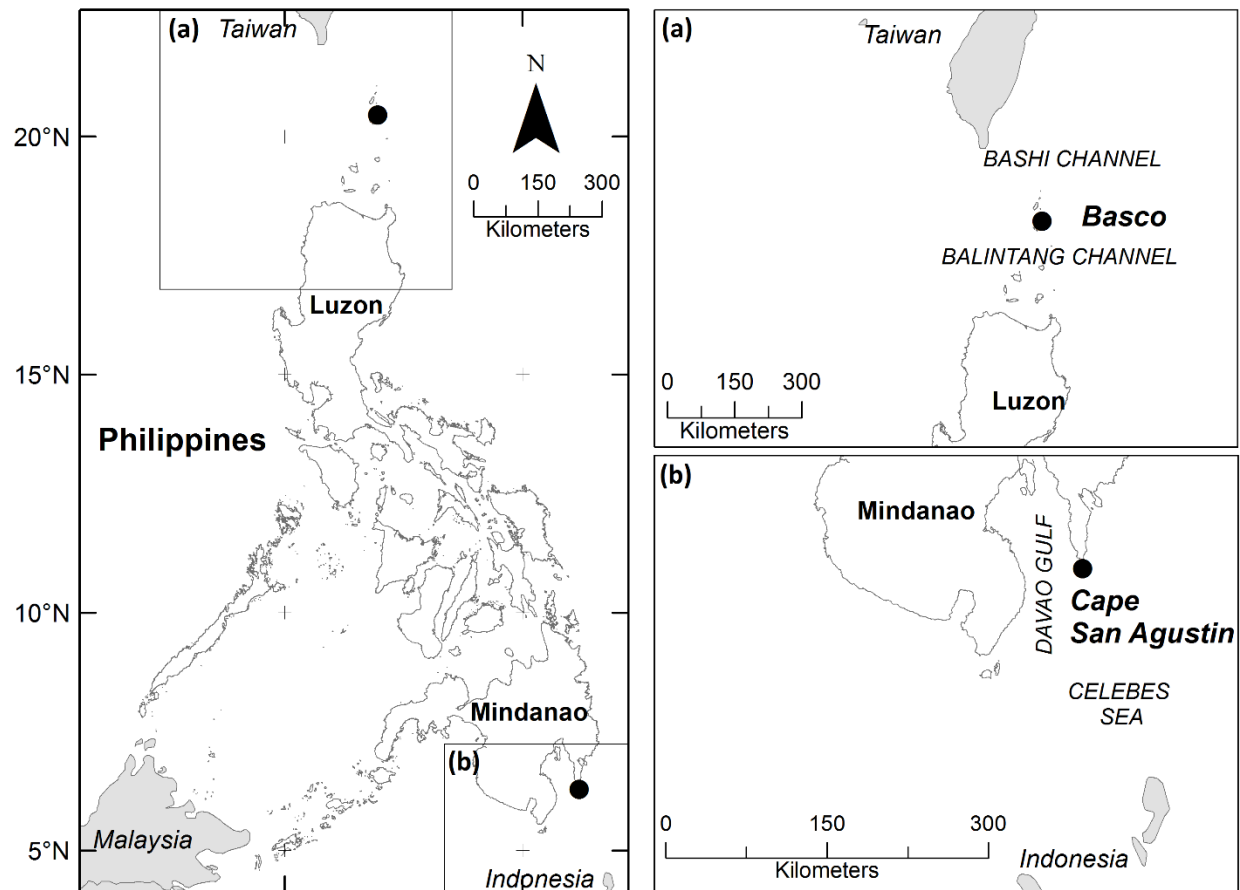 (a)
Taiwan
N
20°N
0 150 300
Kilometers
Luzon
15°N
Philippines
10°N
Mindanao
(b)
Malaysia
5°N
Indonesia
(a)
Taiwan
BASHI CHANNEL
Basco
BALINTANG CHANNEL
0 150 300
Kilometers
Luzon
(b)
Mindanao
DAVAO GULF
Cape
San Agustin
CELEBES
SEA
0 150 300
Kilometers
Indonesia